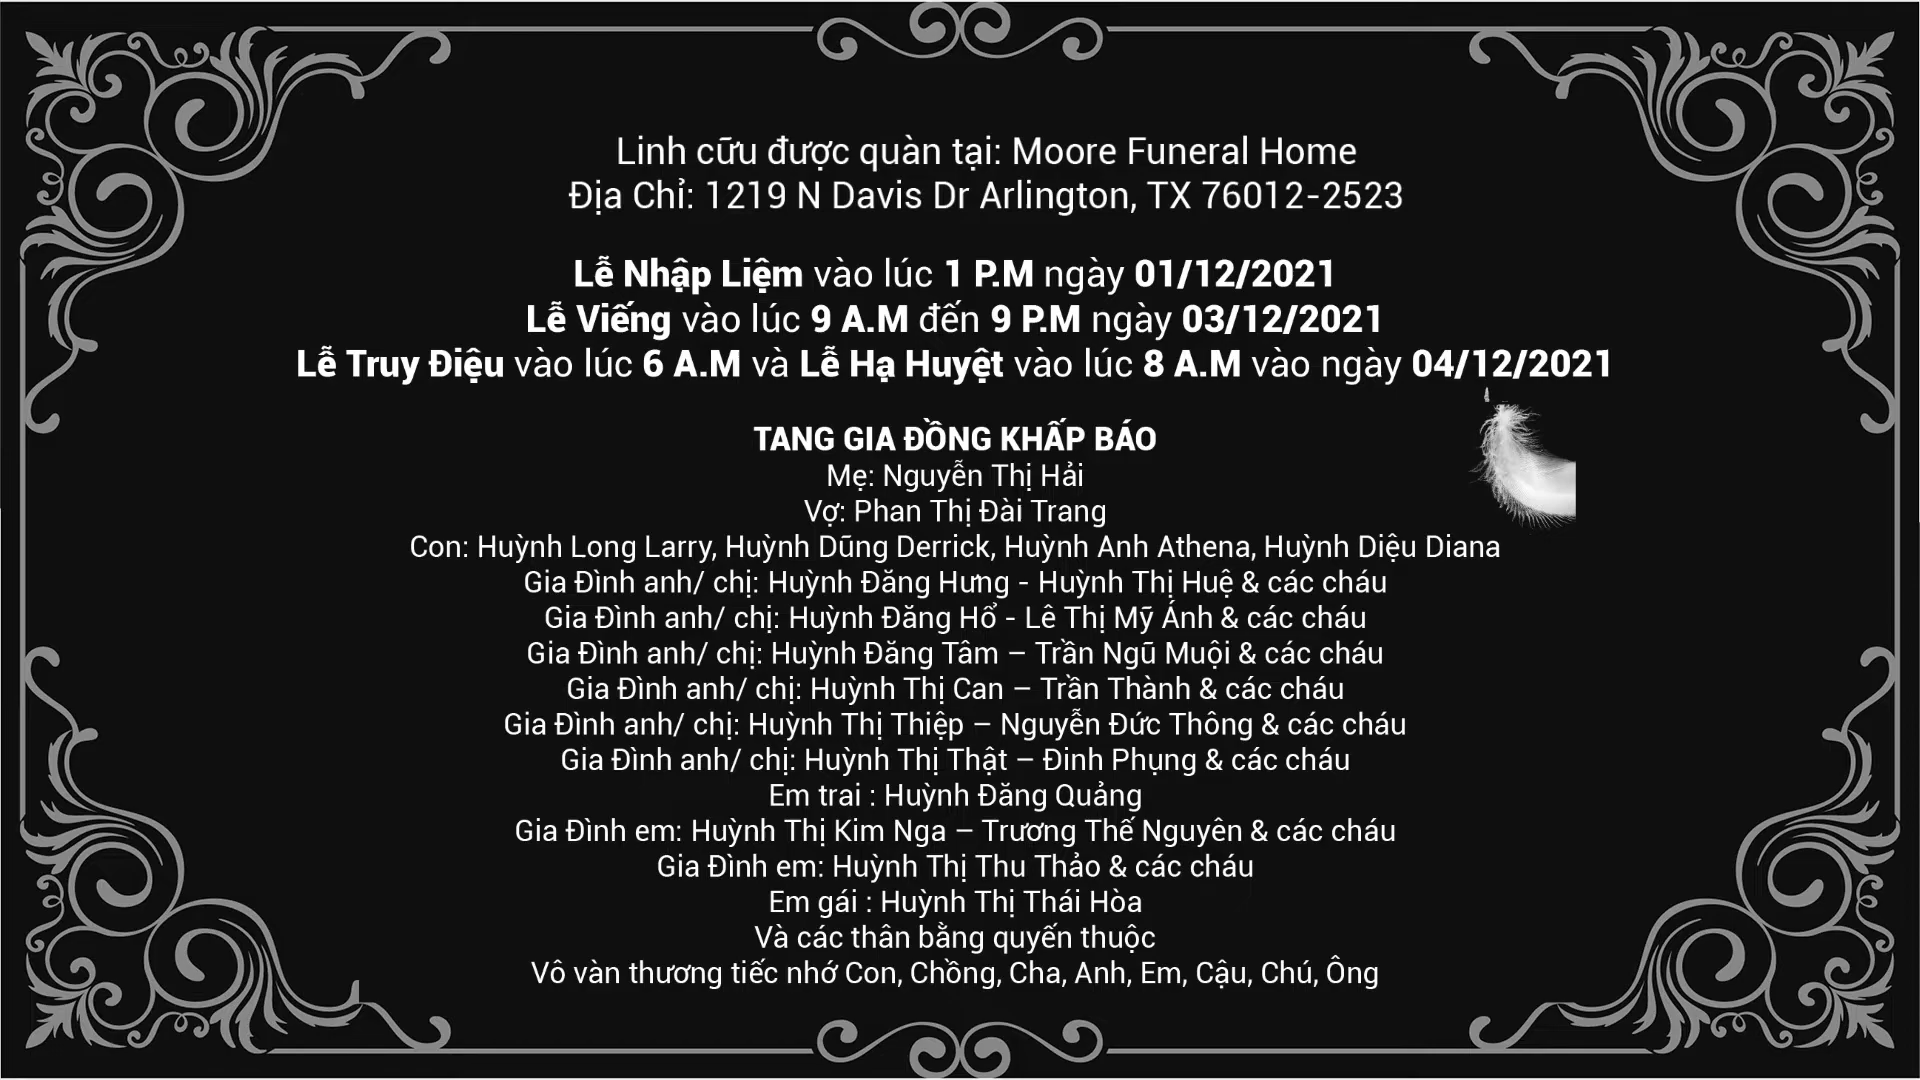 Linh cữu được quàn tại: Moore Funeral Home
Địa Chỉ: 1219 N Davis Dr Arlington, TX 76012-2523
Lễ Nhập Liệm vào lúc 1 P.M ngày 01/12/2021
Lễ Viếng vào lúc 9 A.M đến 9 P.M ngày 03/12/2021
Lễ Truy Điệu vào lúc 6 A.M và Lễ Hạ Huyệt vào lúc 8 A.M vào ngày 04/12/2021
TANG GIA ĐỒNG KHẤP BÁO
Mẹ: Nguyễn Thị Hải
Vợ: Phan Thị Đài Trang
Con: Huỳnh Long Larry, Huỳnh Dũng Derrick, Huỳnh Anh Athena, Huỳnh Diệu Diana
Gia Đình anh/ chị: Huỳnh Đăng Hưng - Huỳnh Thị Huệ & các cháu
Gia Đình anh/ chị: Huỳnh Đăng Hổ - Lê Thị Mỹ Ánh & các cháu
Gia Đình anh/ chị: Huỳnh Đăng Tâm – Trần Ngũ Muội & các cháu
Gia Đình anh/ chị: Huỳnh Thị Can – Trần Thành & các cháu
Gia Đình anh/ chị: Huỳnh Thị Thiệp – Nguyễn Đức Thông & các cháu
Gia Đình anh/ chị: Huỳnh Thị Thật – Đinh Phụng & các cháu
Em trai : Huỳnh Đăng Quảng
Gia Đình em: Huỳnh Thị Kim Nga – Trương Thế Nguyên & các cháu
Gia Đình em: Huỳnh Thị Thu Thảo & các cháu
Em gái : Huỳnh Thị Thái Hòa
Và các thân bằng quyến thuộc
Vô vàn thương tiếc nhớ Con, Chồng, Cha, Anh, Em, Cậu, Chú, Ông